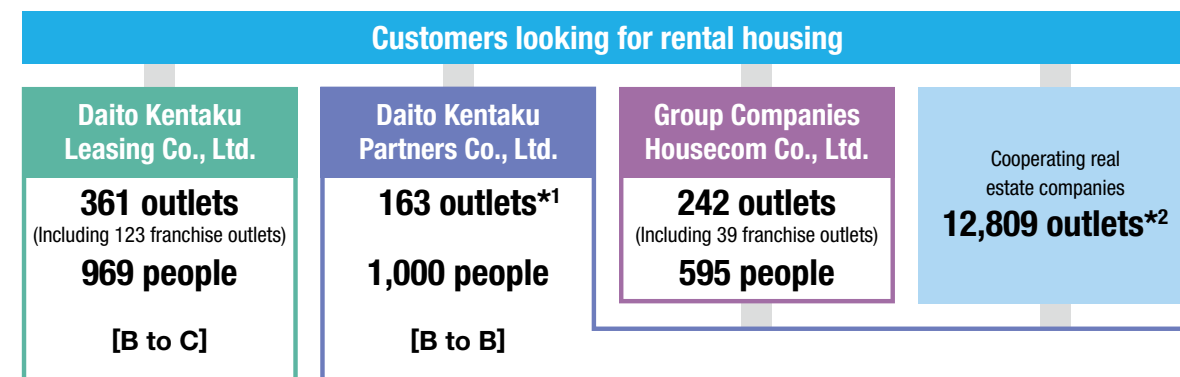 Customers looking for rental housing
Daito Kentaku
Leasing Co., Ltd.
361 outlets
(Including 123 franchise outlets)
969 people
[B to C]
Daito Kentaku
Partners Co., Ltd.
163 outlets*1
1,000 people
[B to B]
Group Companies
Housecom Co., Ltd.
242 outlets
(Including 39 franchise outlets)
595 people
Cooperating real
estate companies
12,809 outlets*2